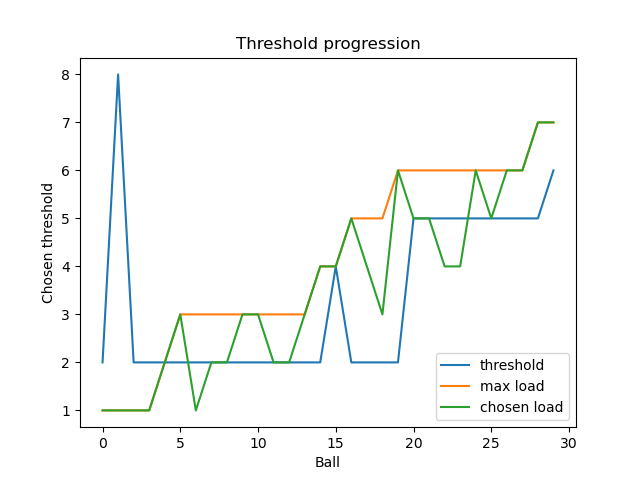 Threshold progression
Chosen threshold
8
7
6
5
4
3
2
1
0
5
10
15
20
25
30
Ball
threshold
max load
chosen load